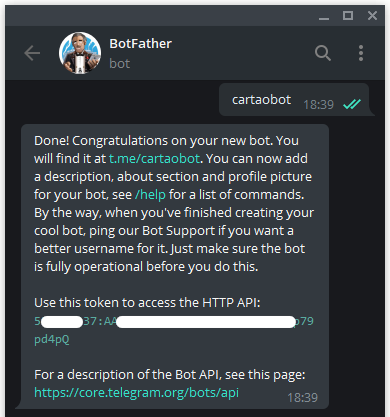 BotFather
bot
cartaobot
18:39
Done! Congratulations on your new bot. You
will find it at t.me/cartaobot. You can now add
a description, about section and profile picture
for your bot, see /help for a list of commands.
By the way, when you've finished creating your
cool bot, ping our Bot Support if you want a
better username for it. Just make sure the bot
is fully operational before you do this.
Use this token to access the HTTP API:
5 37:AA 79
pd4pQ
For a description of the Bot API, see this page:
https://core.telegram.org/bots/api
18:39